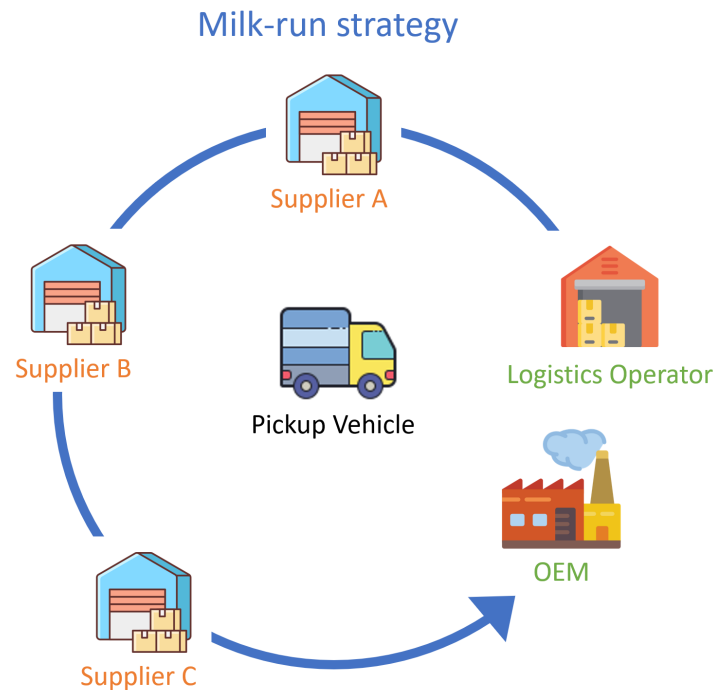 Milk-run strategy
Supplier A
Supplier B
Logistics Operator
Pickup Vehicle
OEM
Supplier C